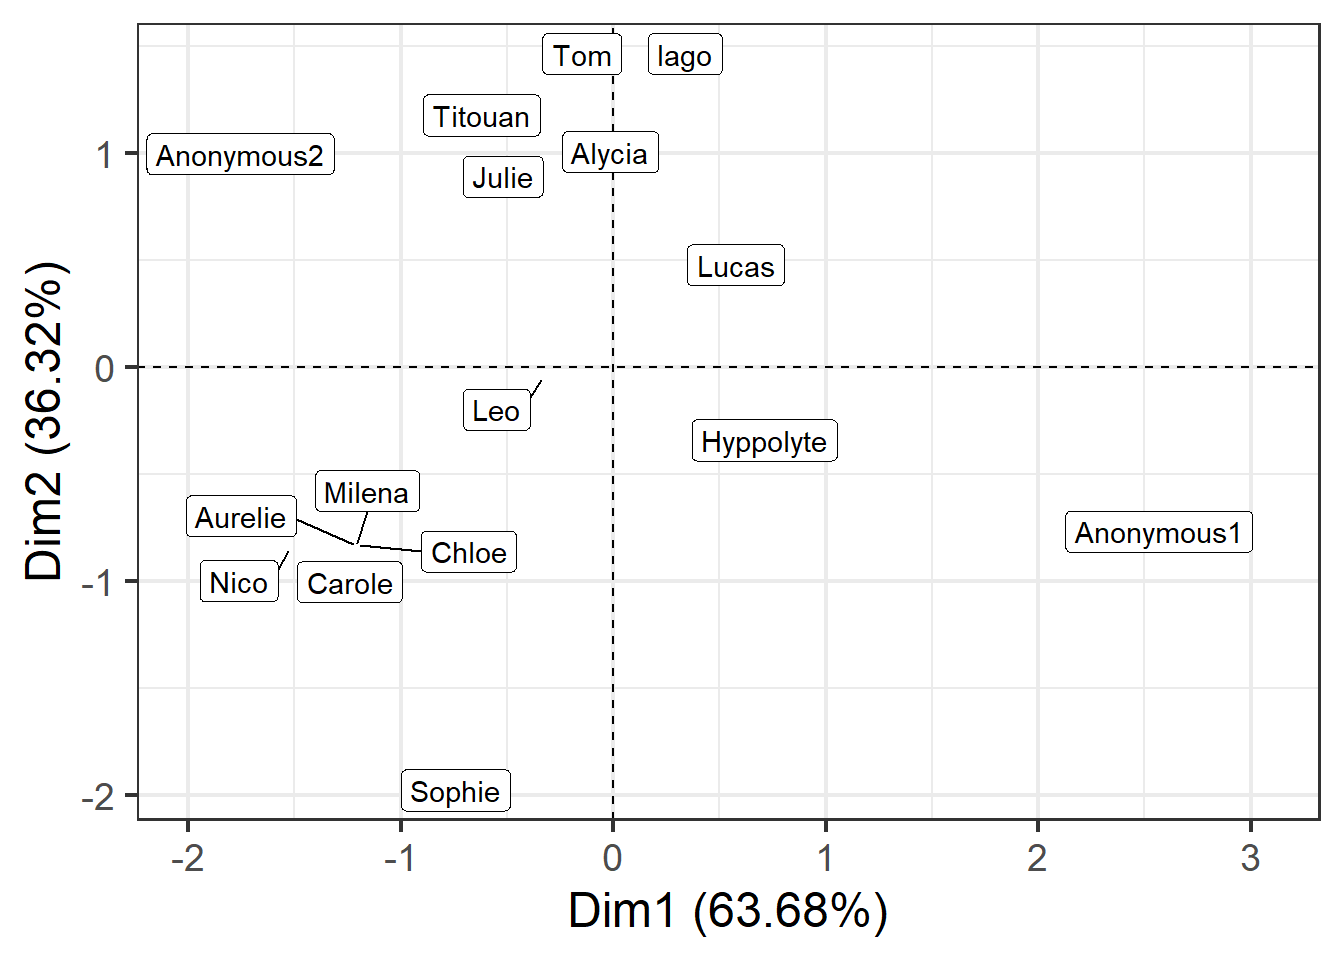 Tom
Iago
Titouan
Anonymous2
Alycia
Julie
Lucas
Leo
Hyppolyte
Milena
Aurelie
Anonymous1
Chloe
Nico
Carole
Sophie
1
0
-1
-2
Dim2 (36.32%)
-2
-1
0
1
2
3
Dim1 (63.68%)